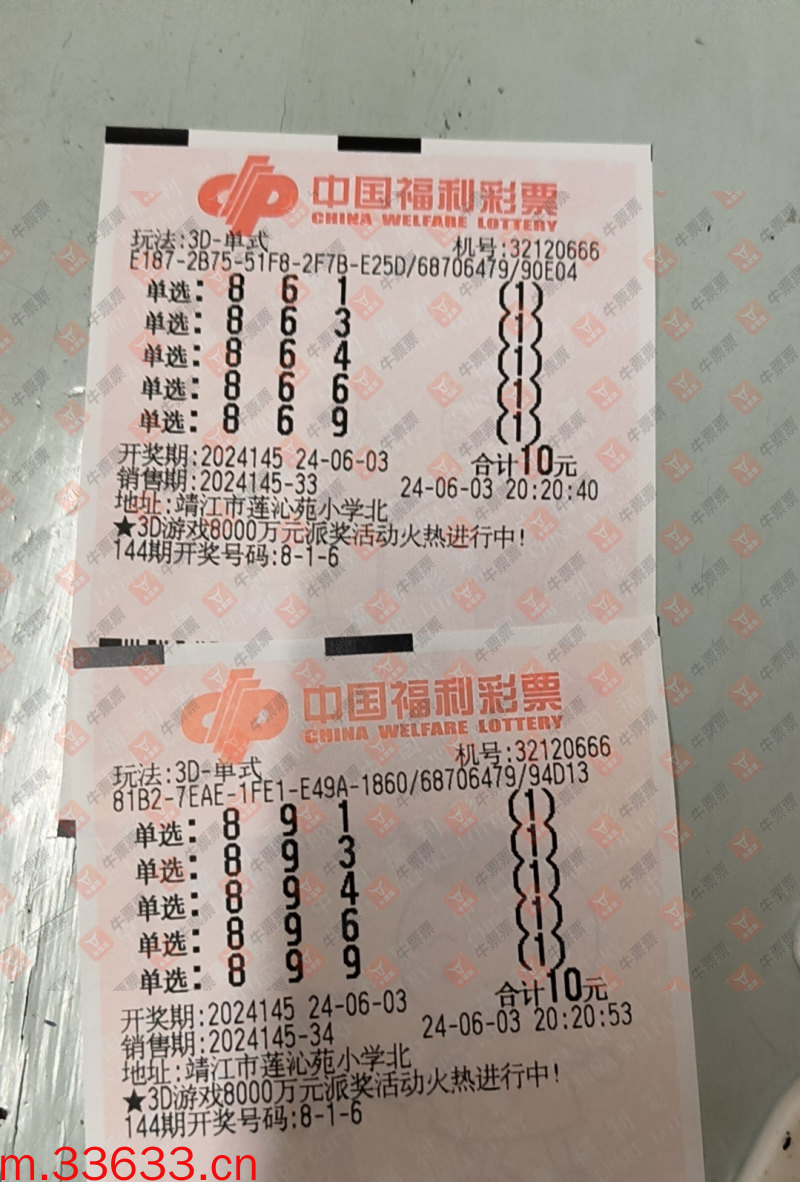 中国福利彩票
CHINA WELFARE LOTTERY
玩法:3D-单式 机号:32120666
E187-2B75-51F8-2F7B-E25D/68706479/90E04
单选: 8 6 1 (1)
单选: 8 6 3 (1)
单选: 8 6 4 (1)
单选: 8 6 6 (1)
单选: 8 6 9 (1)
开奖期:2024145 24-06-03 合计10元
销售期:2024145-33 24-06-03 20:20:40
地址:靖江市莲沁苑小学北
★3D游戏8000万元派奖活动火热进行中!
144期开奖号码:8-1-6
中国福利彩票
CHINA WELFARE LOTTERY
玩法:3D-单式 机号:32120666
81B2-7EAE-1FE1-E49A-1860/68706479/94D13
单选: 8 9 1 (1)
单选: 8 9 3 (1)
单选: 8 9 4 (1)
单选: 8 9 6 (1)
单选: 8 9 9 (1)
开奖期:2024145 24-06-03 合计10元
销售期:2024145-34 24-06-03 20:20:53
地址:靖江市莲沁苑小学北
★3D游戏8000万元派奖活动火热进行中!
144期开奖号码:8-1-6
牛票票
m.33633.cn